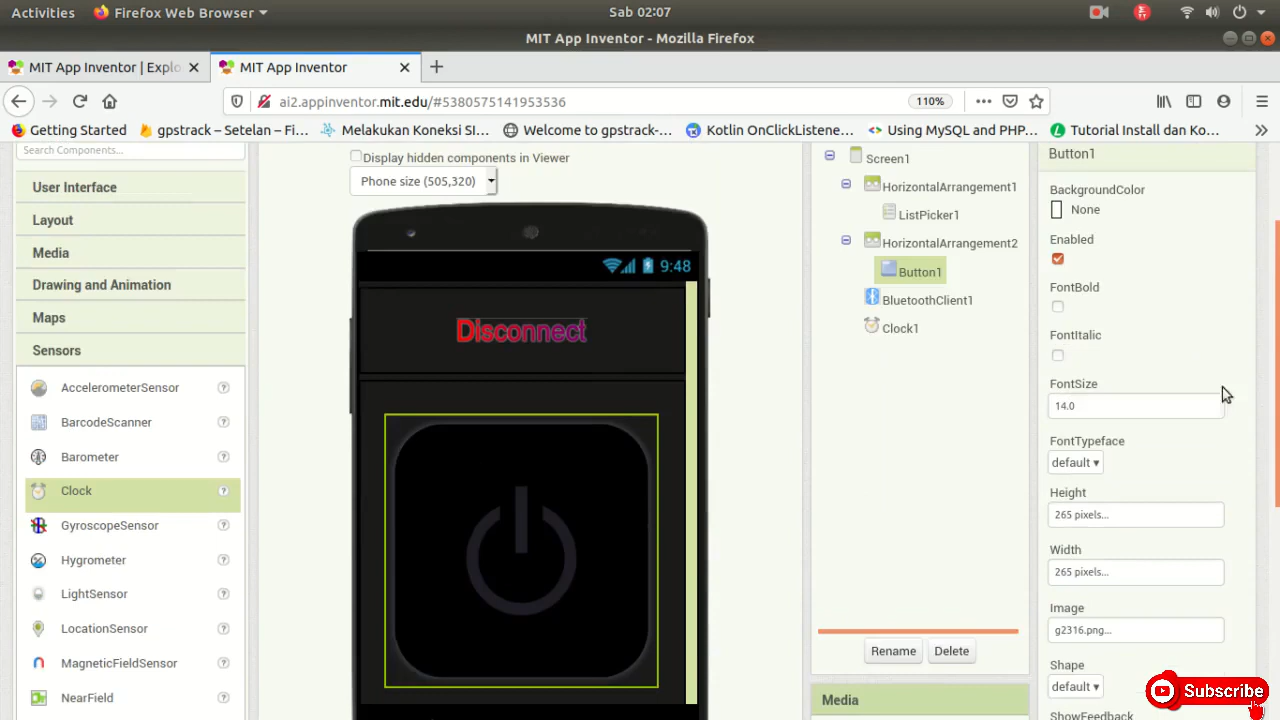 Activities
Firefox Web Browser
Sab 02:07
MIT App Inventor - Mozilla Firefox
MIT App Inventor | Explo
MIT App Inventor
ai2.appinventor.mit.edu/#5380575141953536
110%
Getting Started
gpstrack – Setelan – Fi...
Melakukan Koneksi SI...
Welcome to gpstrack-...
Kotlin OnClickListene...
Using MySQL and PHP...
Tutorial Install dan Ko...
Search Components...
User Interface
Layout
Media
Drawing and Animation
Maps
Sensors
AccelerometerSensor
BarcodeScanner
Barometer
Clock
GyroscopeSensor
Hygrometer
LightSensor
LocationSensor
MagneticFieldSensor
NearField
Display hidden components in Viewer
Phone size (505,320)
9:48
Disconnect
Screen1
HorizontalArrangement1
ListPicker1
HorizontalArrangement2
Button1
BluetoothClient1
Clock1
Rename
Delete
Media
Button1
BackgroundColor
None
Enabled
FontBold
FontItalic
FontSize
14.0
FontTypeface
default
Height
265 pixels...
Width
265 pixels...
Image
g2316.png...
Shape
default
ShowFeedback
Subscribe